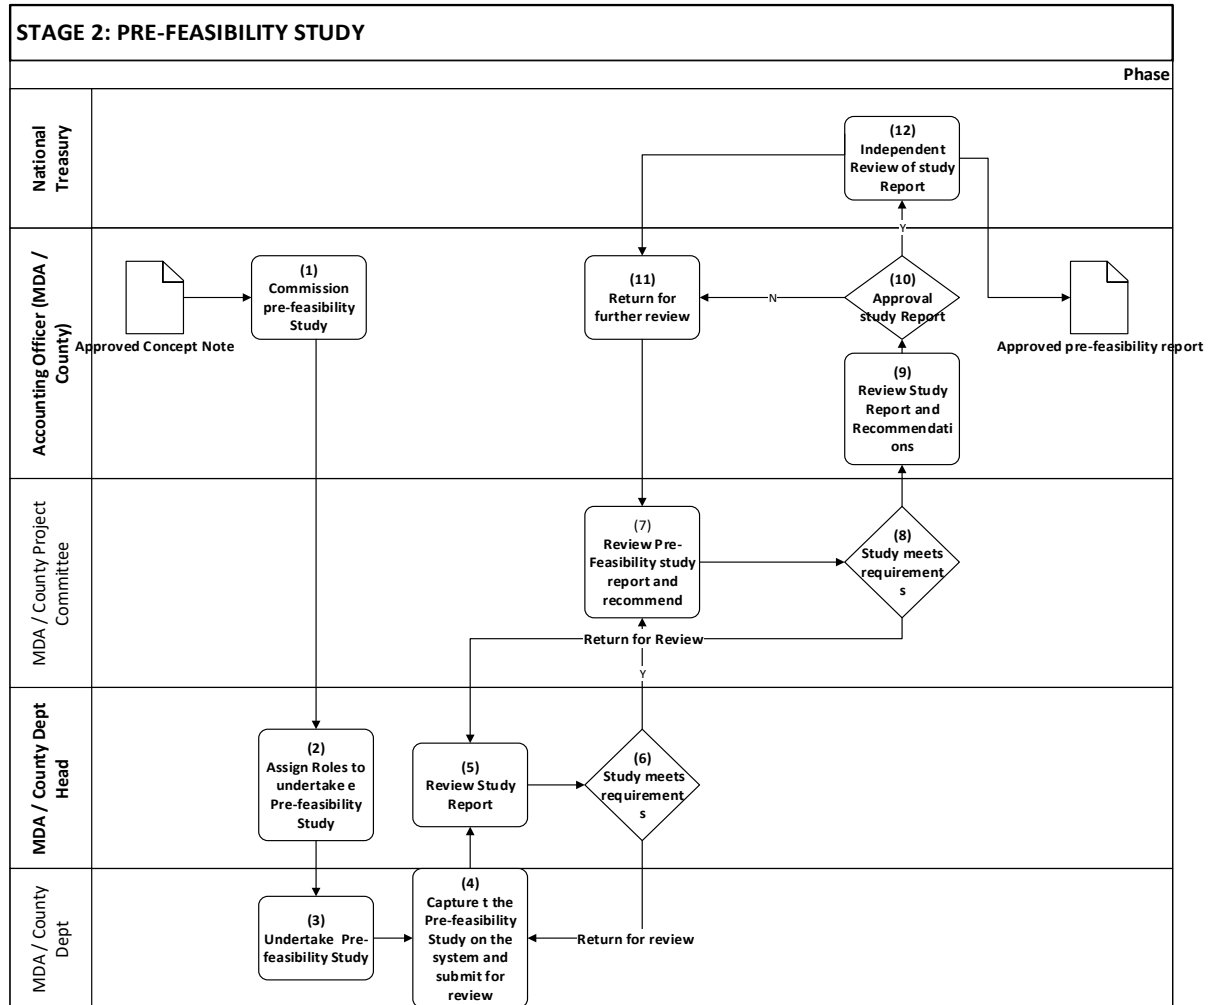 STAGE 2: PRE-FEASIBILITY STUDY
Phase
National
Treasury
(12)
Independent
Review of study
Report
Y
Accounting Officer (MDA /
County)
Approved Concept Note
(1)
Commission
pre-feasibility
Study
(11)
Return for
further review
N
(10)
Approval
study Report
Approved pre-feasibility report
(9)
Review Study
Report and
Recommendati
ons
MDA / County Project
Committee
(7)
Review Pre-
Feasibility study
report and
recommend
(8)
Study meets
requirement
s
Return for Review
Y
MDA / County Dept
Head
(2)
Assign Roles to
undertake e
Pre-feasibility
Study
(5)
Review Study
Report
(6)
Study meets
requirement
s
MDA / County
Dept
(3)
Undertake Pre-
feasibility Study
(4)
Capture t the
Pre-feasibility
Study on the
system and
submit for
review
Return for review